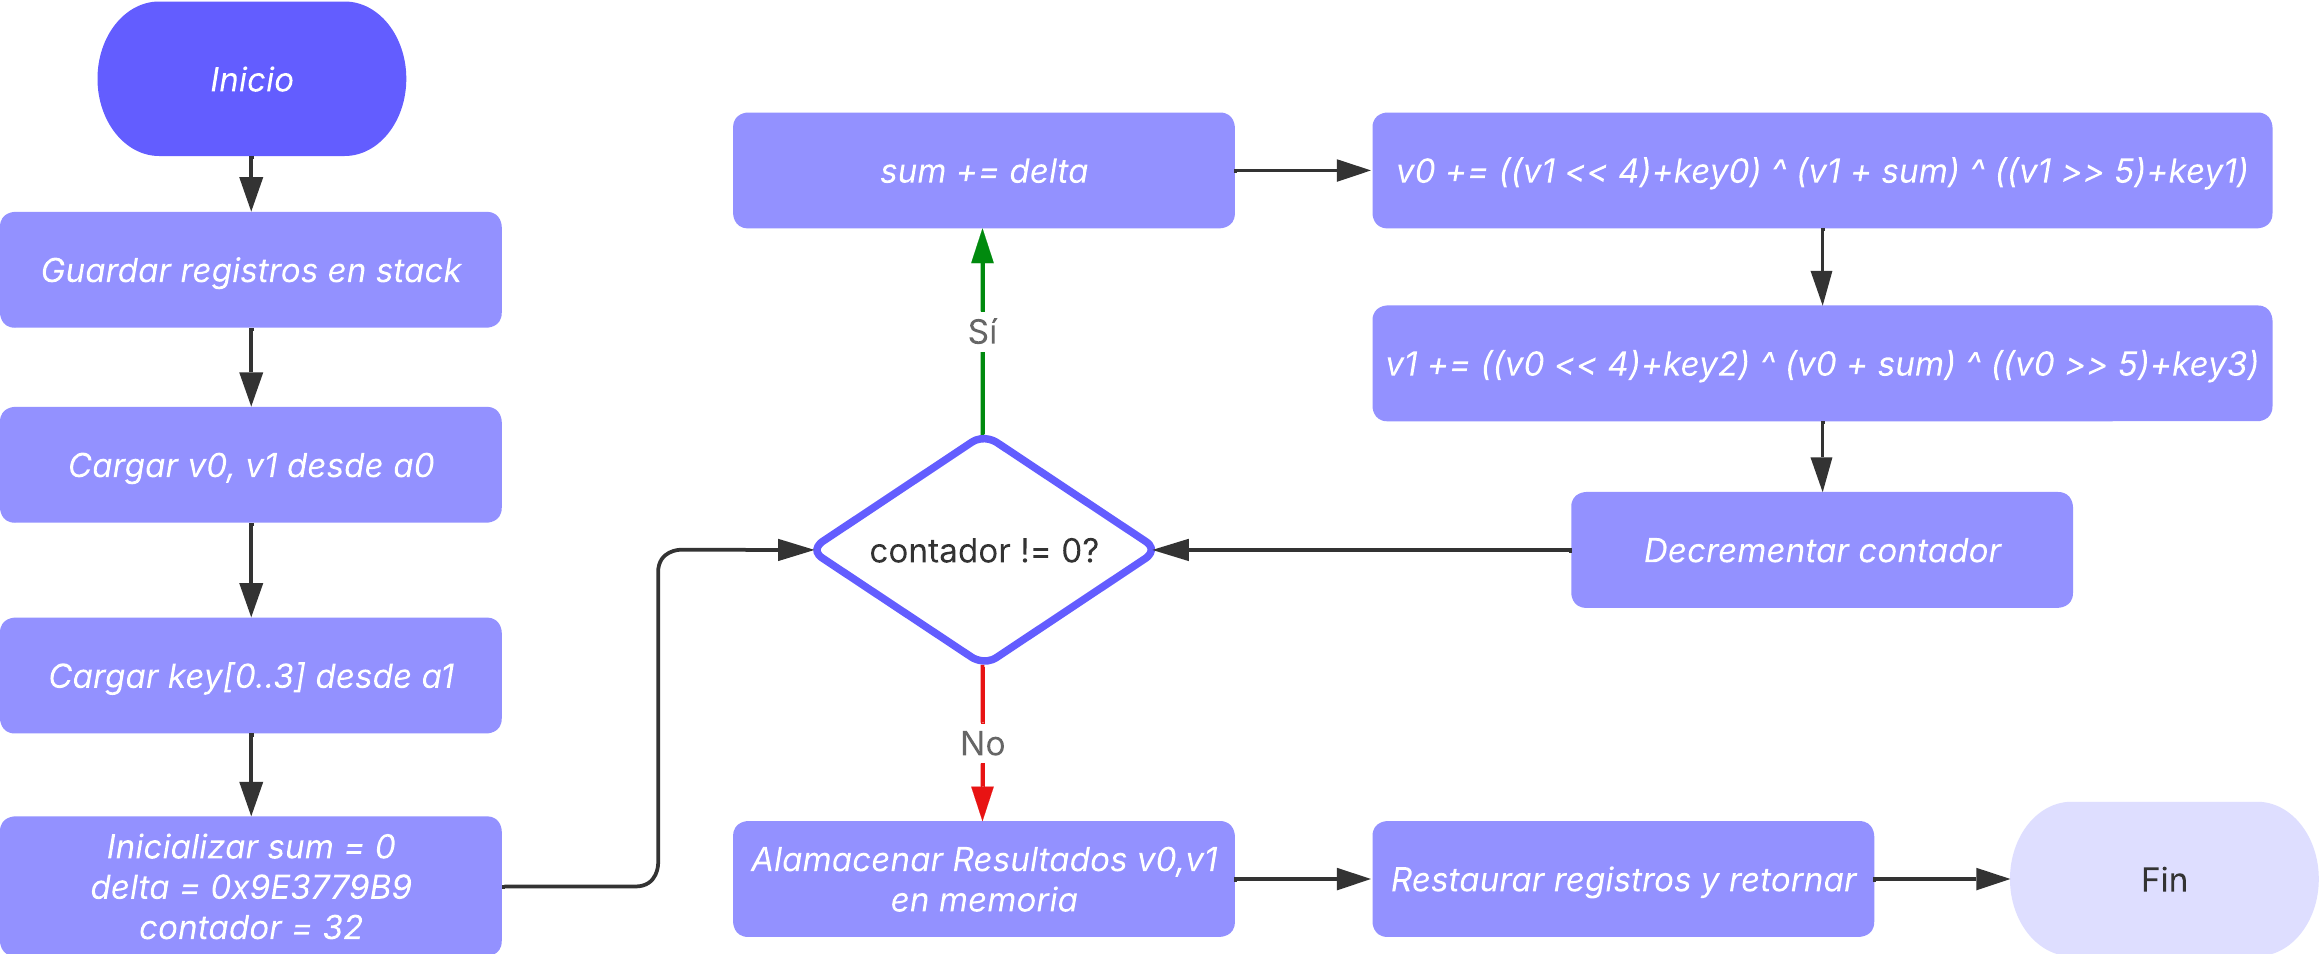 Inicio
Guardar registros en stack
Cargar v0, v1 desde a0
Cargar key[0..3] desde a1
Inicializar sum = 0
delta = 0x9E3779B9
contador = 32
contador != 0?
Sí
sum += delta
v0 += ((v1 << 4)+key0) ^ (v1 + sum) ^ ((v1 >> 5)+key1)
v1 += ((v0 << 4)+key2) ^ (v0 + sum) ^ ((v0 >> 5)+key3)
Decrementar contador
No
Alamacenar Resultados v0,v1
en memoria
Restaurar registros y retornar
Fin